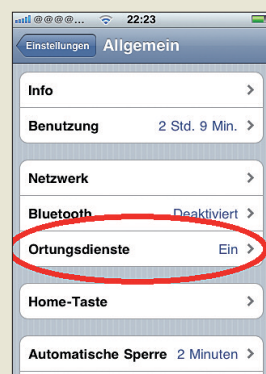 @@@@... 22:23
Einstellungen Allgemein
Info
Benutzung 2 Std. 9 Min.
Netzwerk
Bluetooth Deaktiviert
Ortungsdienste Ein
Home-Taste
Automatische Sperre 2 Minuten